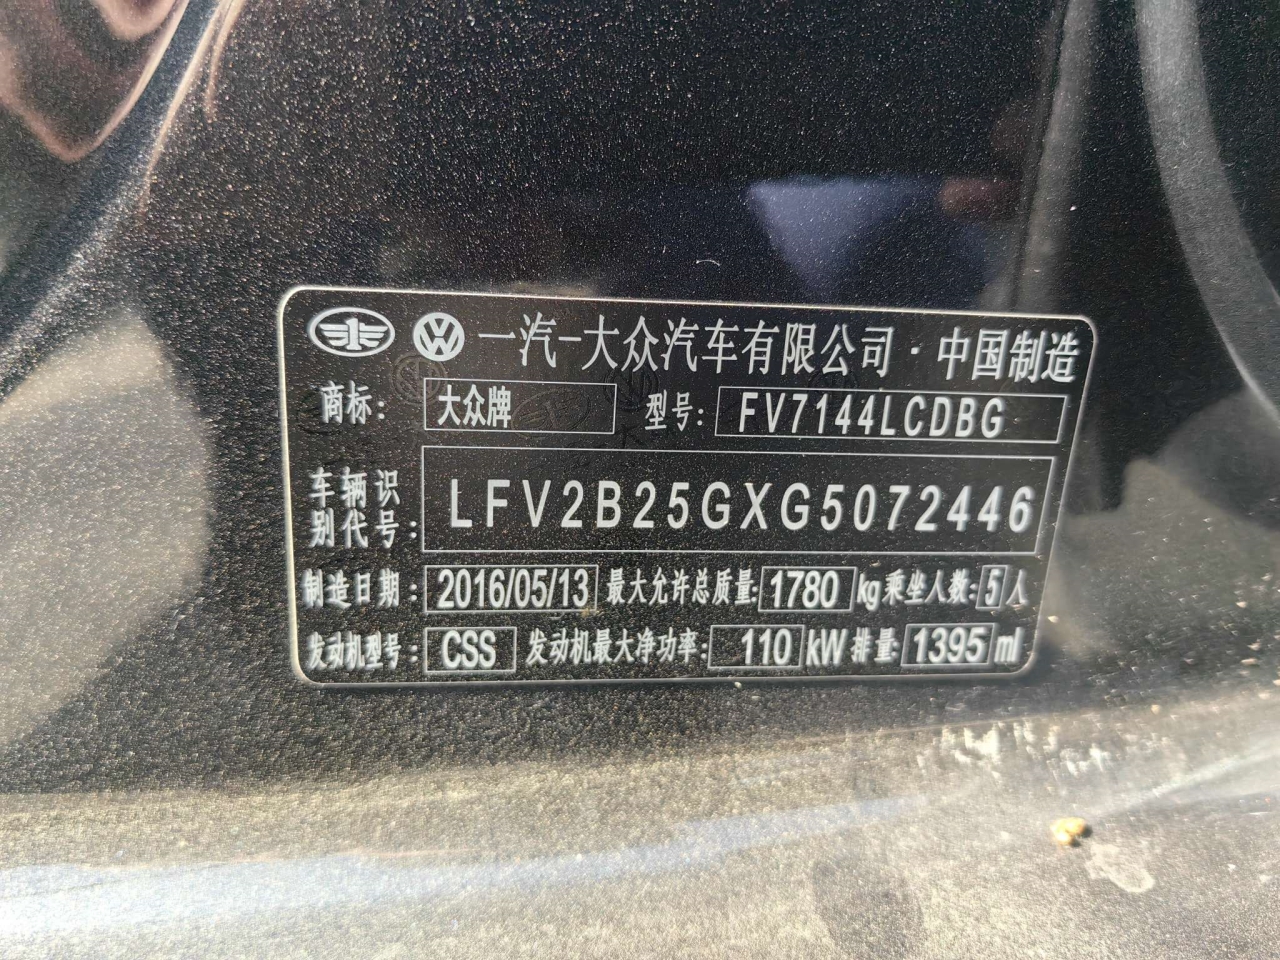 一汽-大众汽车有限公司·中国制造
商标: 大众牌 型号: FV7144LCDBG
车辆识别代号: LFV2B25GXG5072446
制造日期: 2016/05/13 最大允许总质量: 1780 kg 乘坐人数: 5 人
发动机型号: CSS 发动机最大净功率: 110 kW 排量: 1395 ml